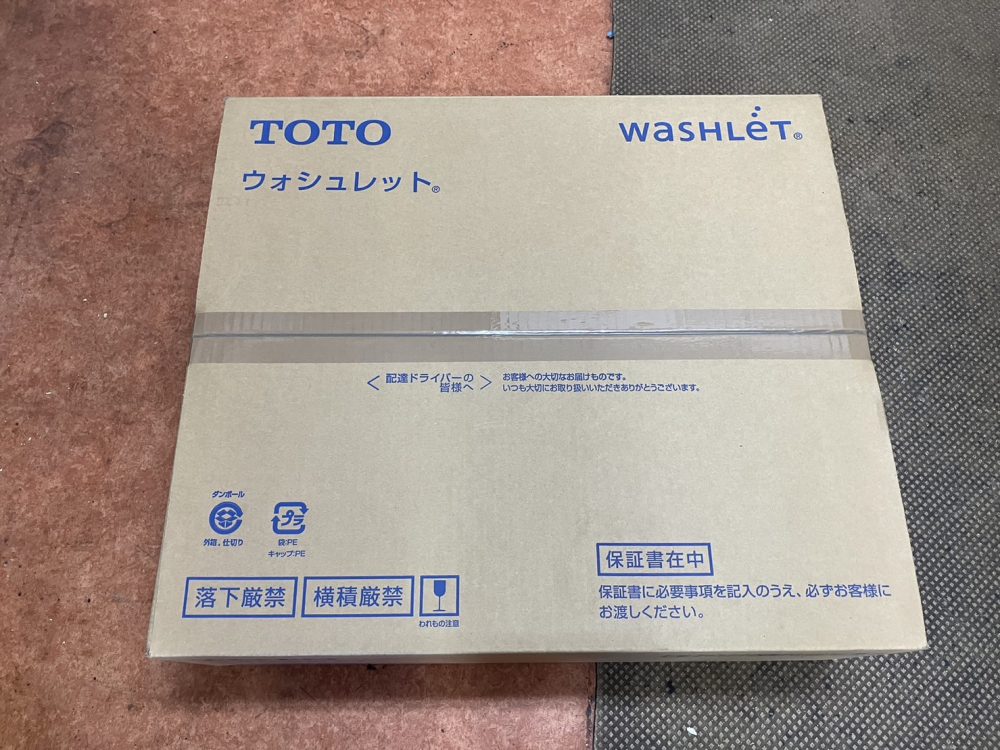 TOTO
WASHLET®
ウォシュレット®
＜配達ドライバーの皆様へ＞
お客様への大切なお届けものです。
いつも大切にお取り扱いいただきありがとうございます。
ダンボール
外箱、仕切り
プラ
袋:PE
キャップ:PE
落下厳禁
横積厳禁
われもの注意
保証書在中
保証書に必要事項を記入のうえ、必ずお客様に
お渡しください。